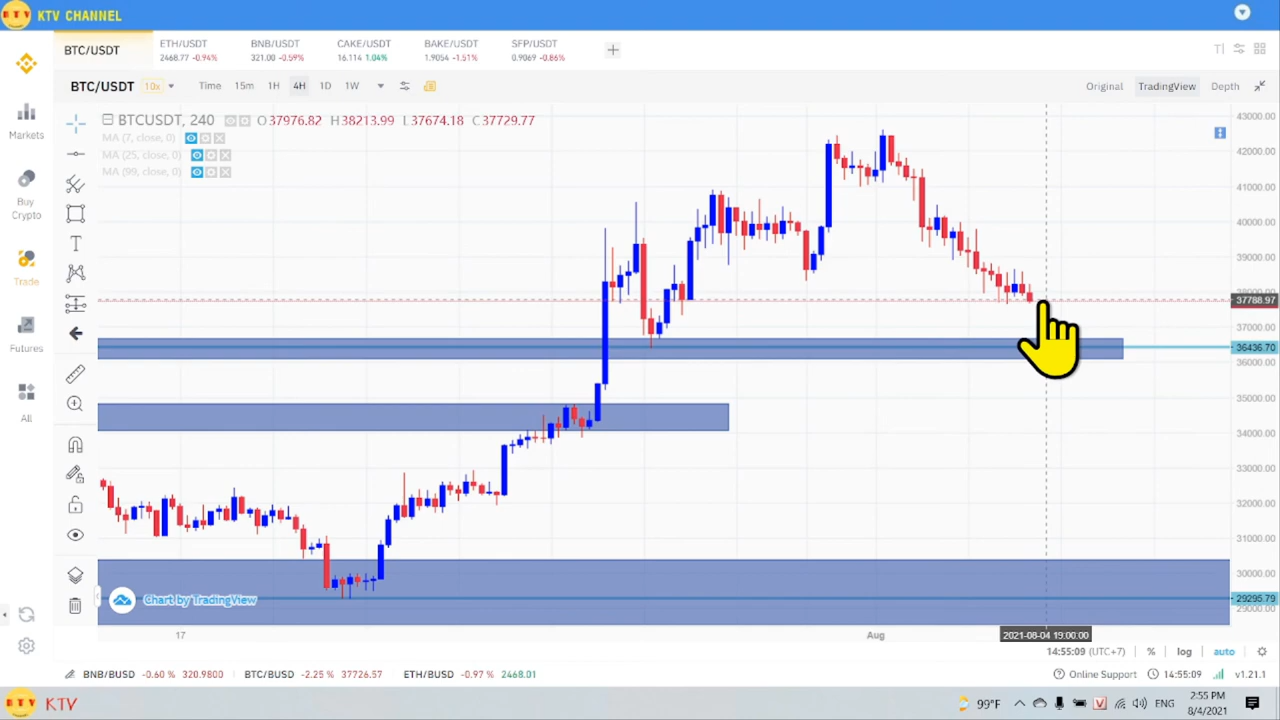 KTV KTV CHANNEL
BTC/USDT ETH/USDT BNB/USDT CAKE/USDT BAKE/USDT SFP/USDT
2468.77 -0.94% 321.00 -0.59% 16.114 1.04% 1.9054 -1.51% 0.9069 -0.86%
BTC/USDT 10x Time 15m 1H 4H 1D 1W Original TradingView Depth
BTCUSDT, 240 O37976.82 H38213.99 L37674.18 C37729.77
MA (7, close, 0)
MA (25, close, 0)
MA (99, close, 0)
Markets
Buy
Crypto
Trade
Futures
All
43000.00
42000.00
41000.00
40000.00
39000.00
38000.00
37788.97
37000.00
36436.70
36000.00
35000.00
34000.00
33000.00
32000.00
31000.00
30000.00
29295.79
29000.00
Chart by TradingView
17 Aug 2021-08-04 19:00:00
14:55:09 (UTC+7) % log auto
BNB/BUSD -0.60 % 320.9800 BTC/BUSD -2.25 % 37726.57 ETH/BUSD -0.97 % 2468.01 Online Support 14:55:09 v1.21.1
KTV KTV 99°F V ENG 2:55 PM
8/4/2021